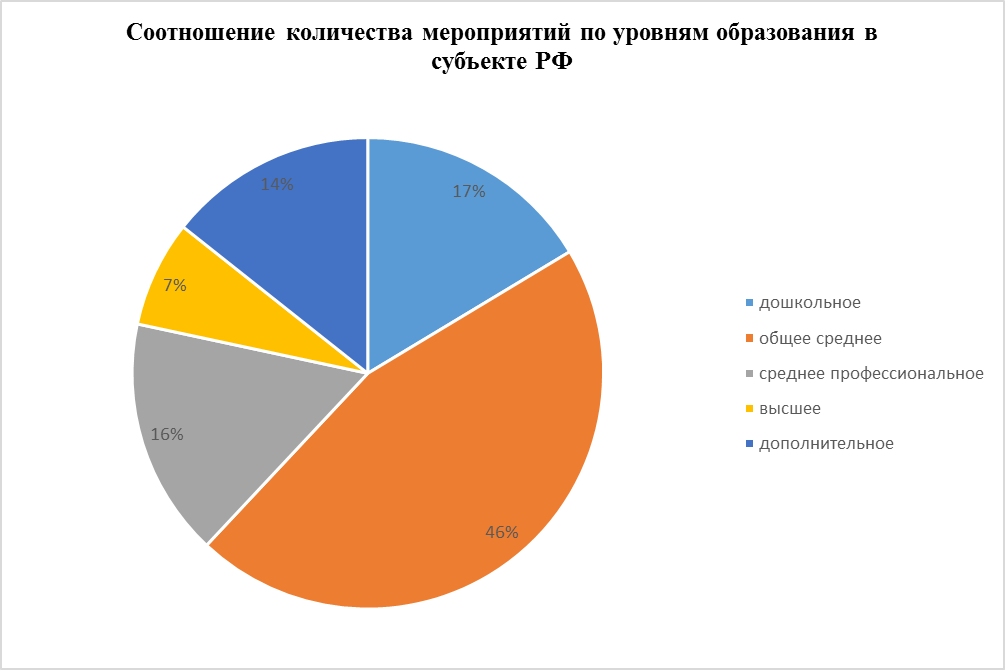 Соотношение количества мероприятий по уровням образования в
субъекте РФ
14%
17%
7%
16%
46%
дошкольное
общее среднее
среднее профессиональное
высшее
дополнительное